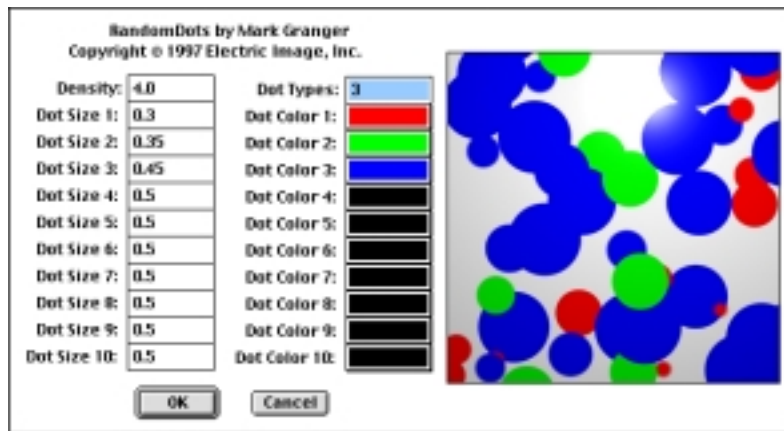 RandomDots by Mark Granger
Copyright © 1997 Electric Image, Inc.
Density: 4.0 Dot Types: 3
Dot Size 1: 0.3 Dot Color 1:
Dot Size 2: 0.35 Dot Color 2:
Dot Size 3: 0.45 Dot Color 3:
Dot Size 4: 0.5 Dot Color 4:
Dot Size 5: 0.5 Dot Color 5:
Dot Size 6: 0.5 Dot Color 6:
Dot Size 7: 0.5 Dot Color 7:
Dot Size 8: 0.5 Dot Color 8:
Dot Size 9: 0.5 Dot Color 9:
Dot Size 10: 0.5 Dot Color 10:
OK Cancel